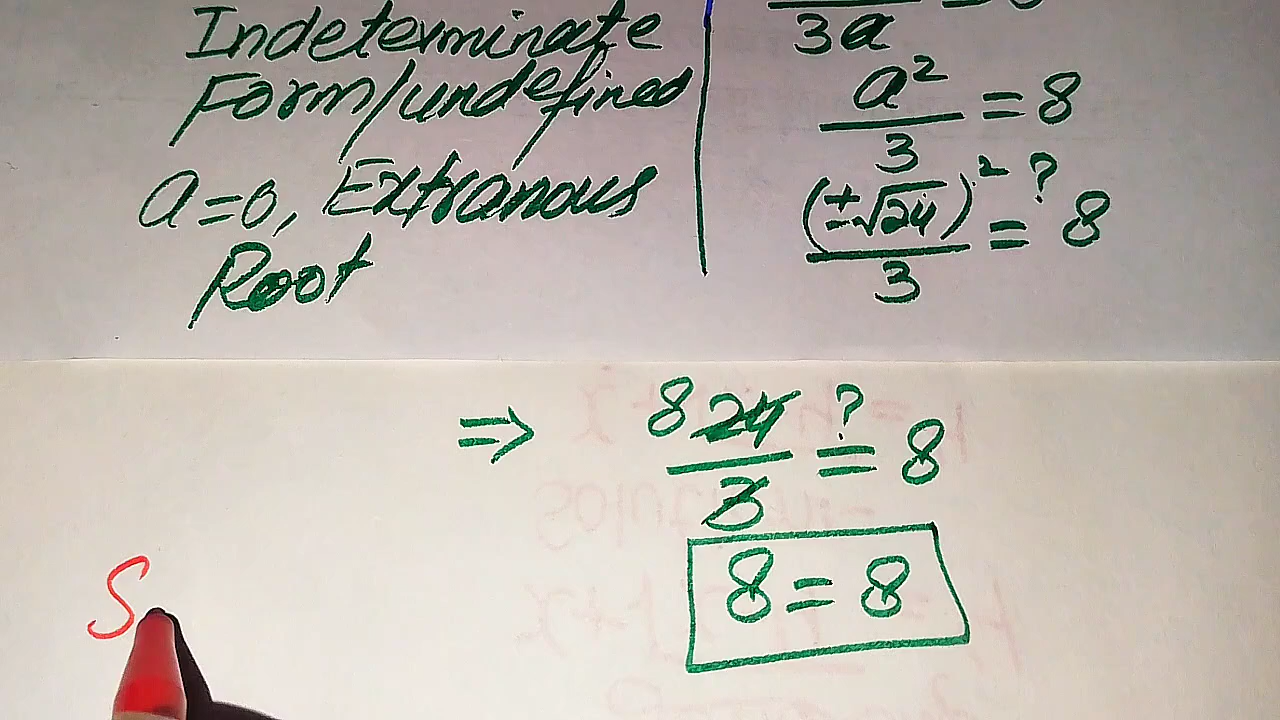 Indeterminate
Form/undefined
a=0, Extranous
Root
3a
a² = 8
3
(±√24)² ?= 8
3
⇒ 8 24 ?= 8
3
8 = 8
S